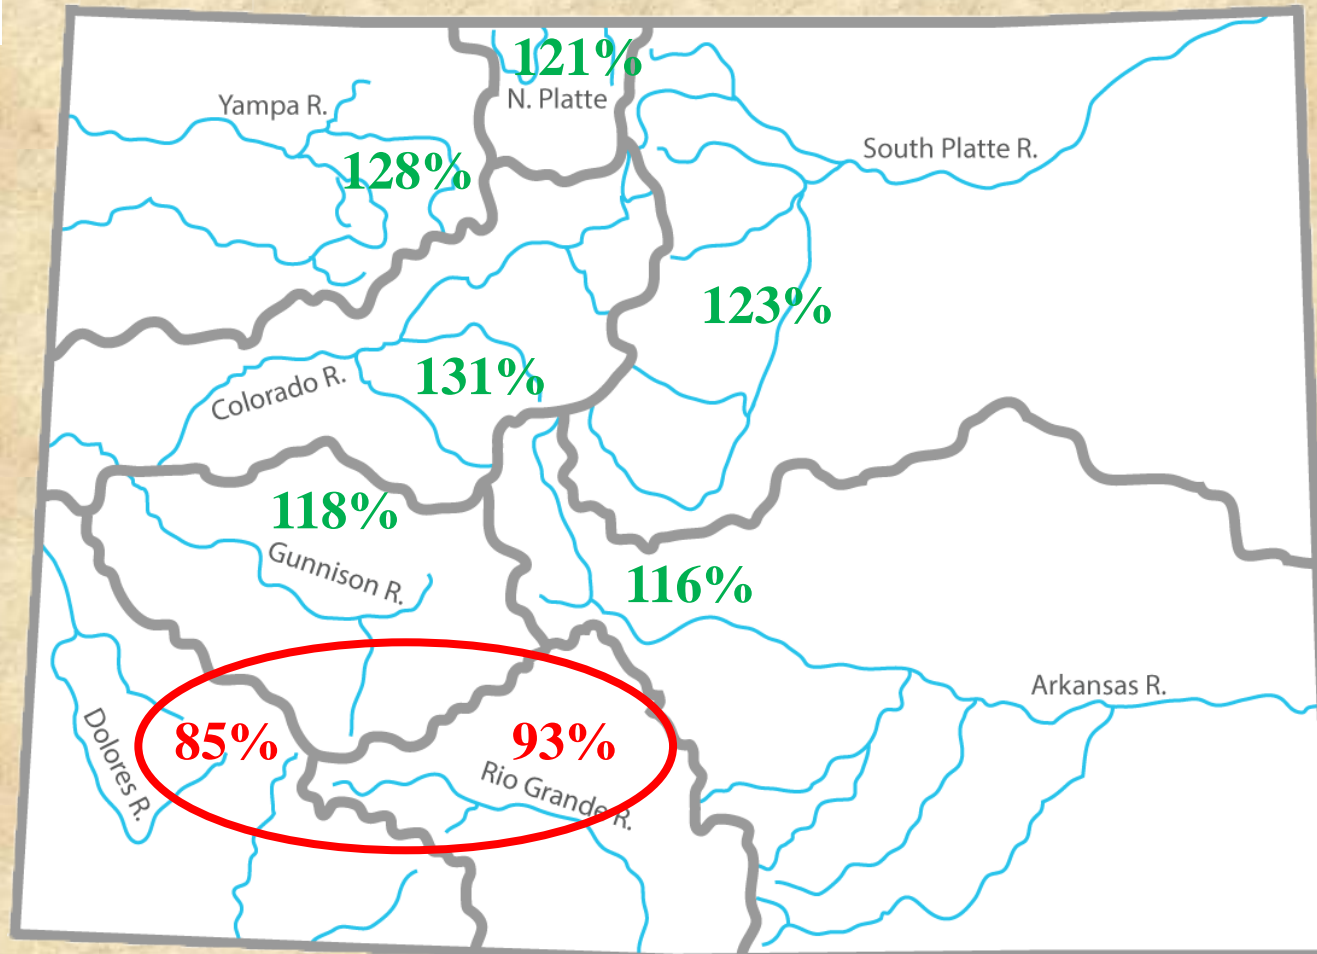 121%
N. Platte
Yampa R.
128%
South Platte R.
123%
131%
Colorado R.
118%
Gunnison R.
116%
Arkansas R.
85%
93%
Dolores R.
Rio Grande R.